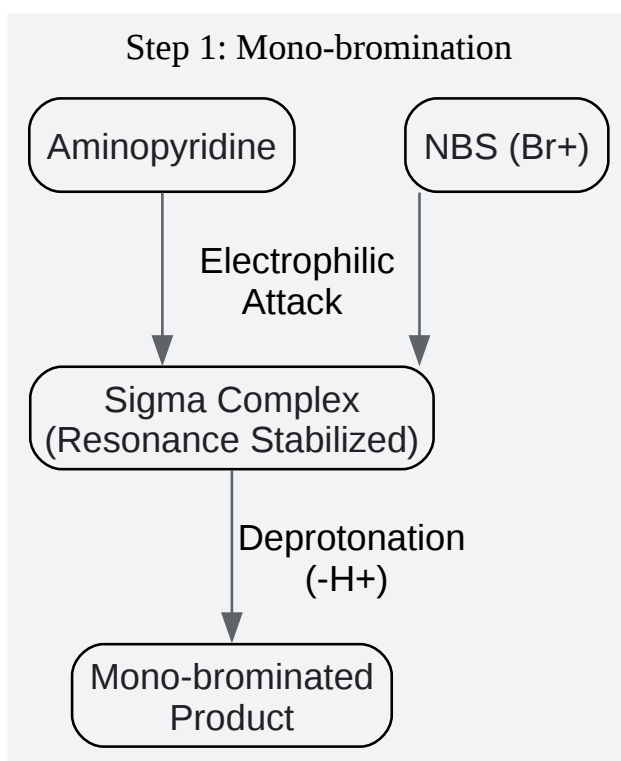 Step 1: Mono-bromination
Aminopyridine
NBS (Br+)
Electrophilic
Attack
Sigma Complex
(Resonance Stabilized)
Deprotonation
(-H+)
Mono-brominated
Product